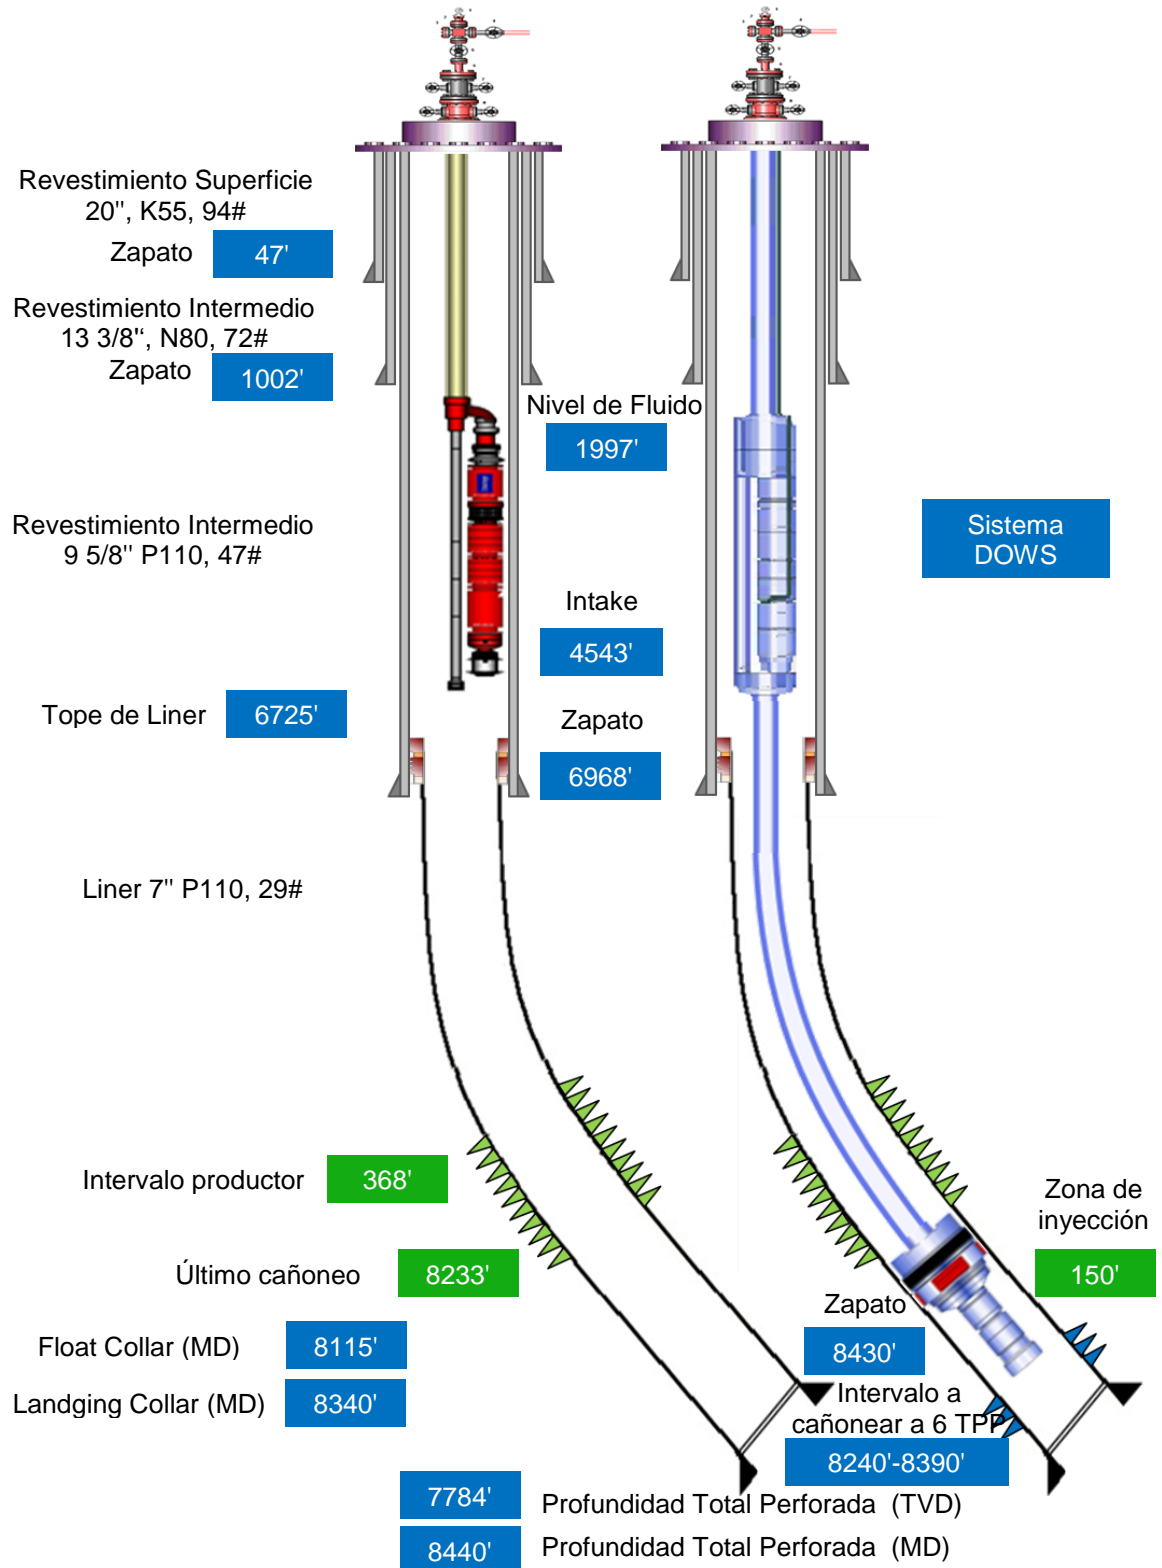 Revestimiento Superficie
20", K55, 94#
Zapato 47'
Revestimiento Intermedio
13 3/8", N80, 72#
Zapato 1002'
Nivel de Fluido
1997'
Revestimiento Intermedio
9 5/8" P110, 47#
Sistema
DOWS
Intake
4543'
Tope de Liner 6725'
Zapato
6968'
Liner 7" P110, 29#
Intervalo productor 368'
Zona de
inyección
150'
Último cañoneo 8233'
Zapato
8430'
Float Collar (MD) 8115'
Landging Collar (MD) 8340'
Intervalo a
cañonear a 6 TPP
8240'-8390'
7784' Profundidad Total Perforada (TVD)
8440' Profundidad Total Perforada (MD)